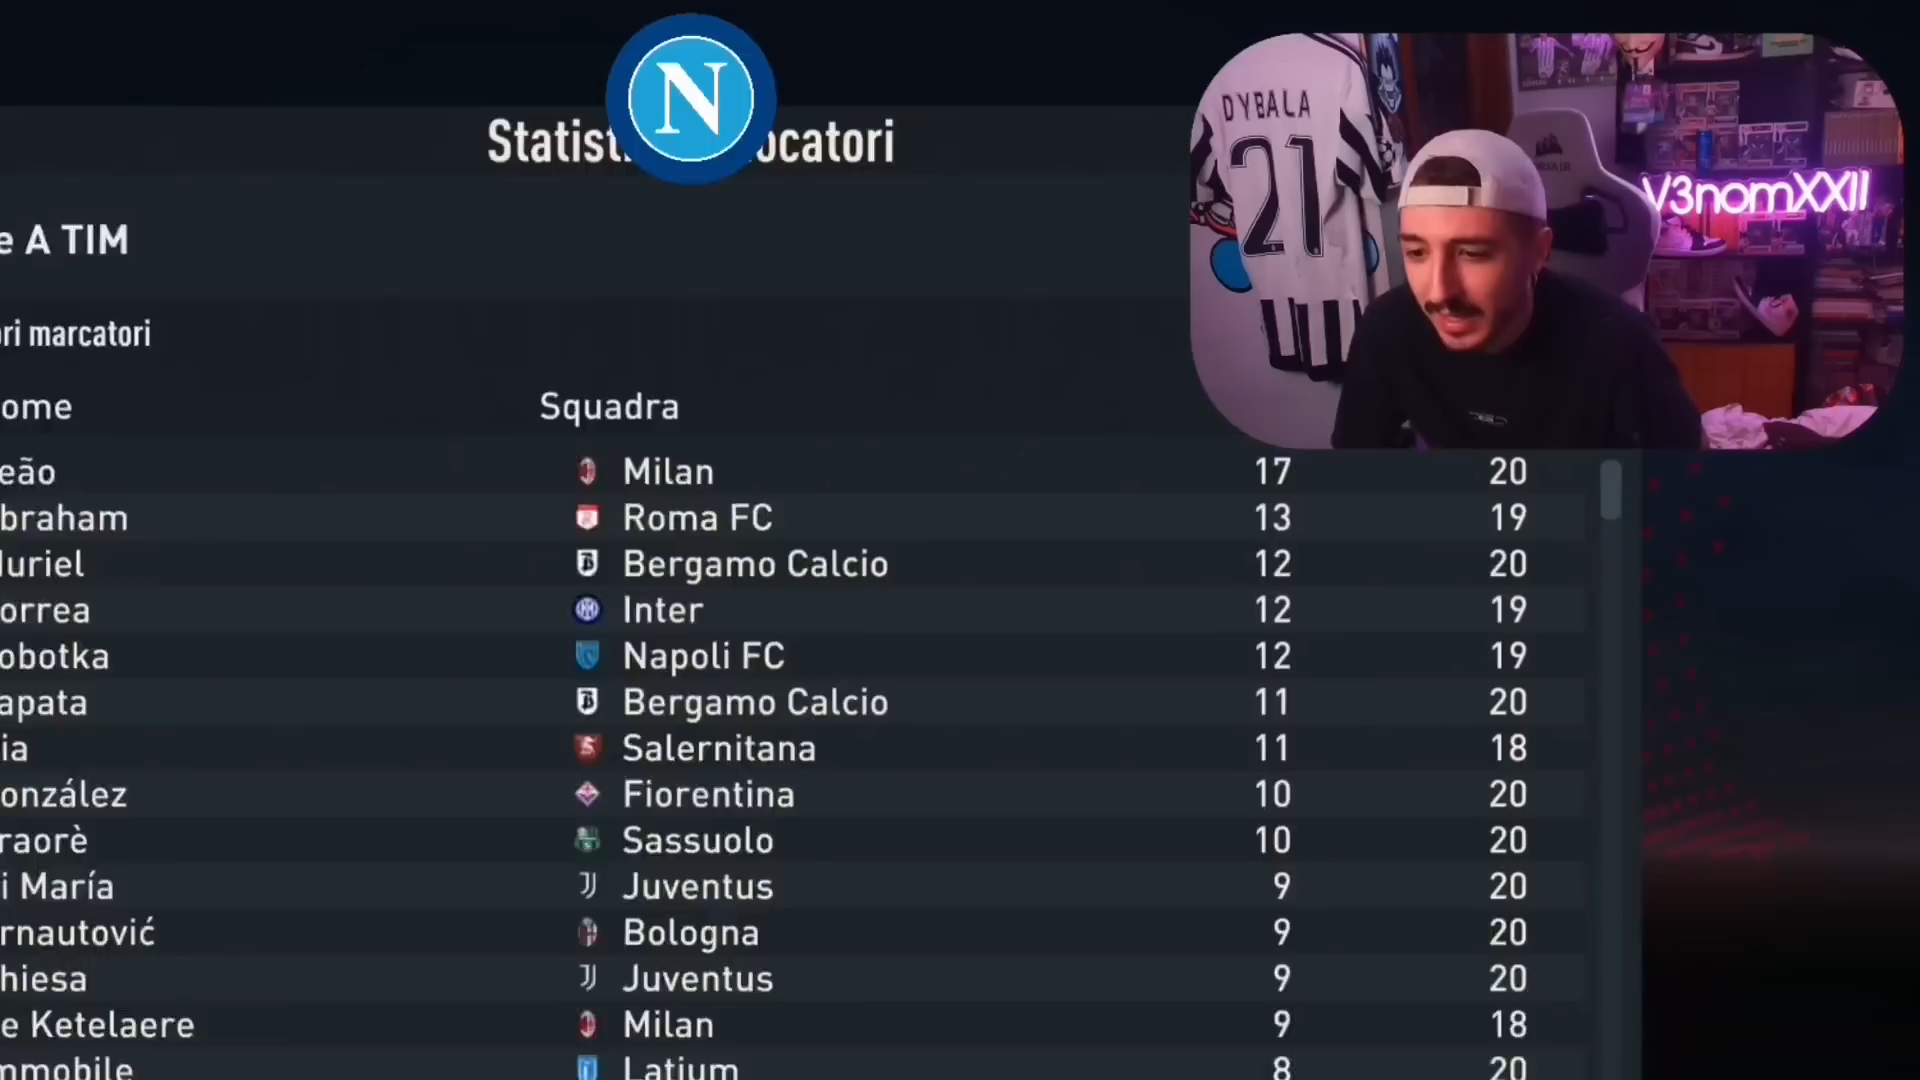 N
Statist ocatori
DYBALA
21
V3nomXXII
e A TIM
ri marcatori
ome Squadra
eão Milan 17 20
braham Roma FC 13 19
uriel Bergamo Calcio 12 20
orrea Inter 12 19
obotka Napoli FC 12 19
apata Bergamo Calcio 11 20
ia Salernitana 11 18
onzález Fiorentina 10 20
raorè Sassuolo 10 20
i María Juventus 9 20
rnautović Bologna 9 20
hiesa Juventus 9 20
e Ketelaere Milan 9 18
mmobile Latium 8 20